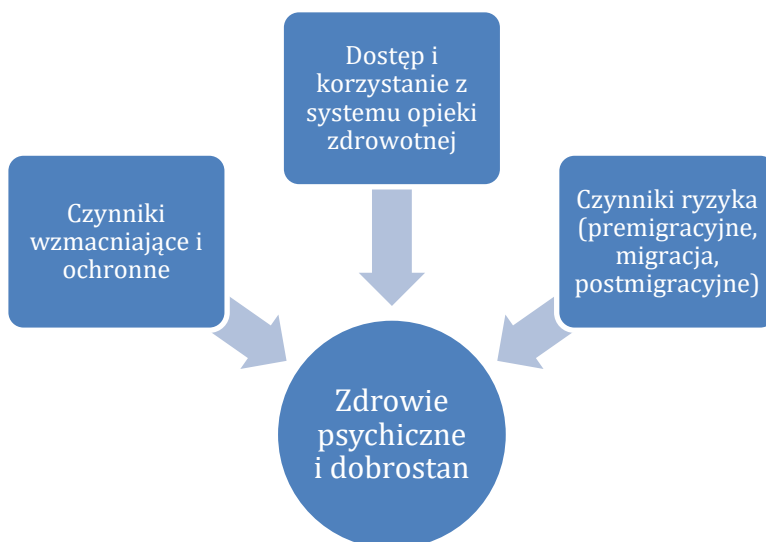 Dostęp i
korzystanie z
systemu opieki
zdrowotnej
Czynniki
wzmacniające i
ochronne
Czynniki ryzyka
(premigracyjne,
migracja,
postmigracyjne)
Zdrowie
psychiczne
i dobrostan